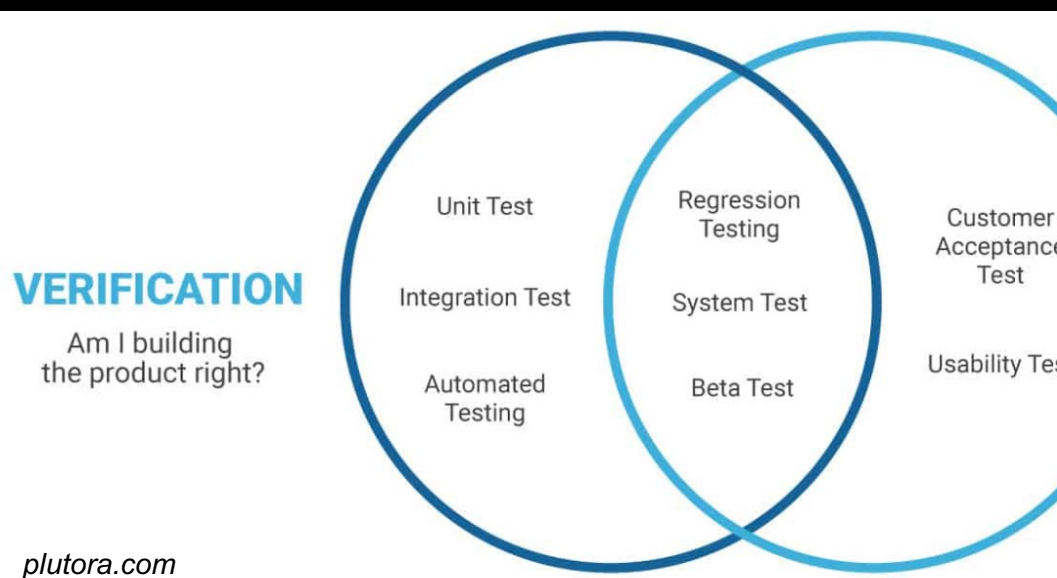 VERIFICATION
Am I building
the product right?
Unit Test
Integration Test
Automated
Testing
Regression
Testing
System Test
Beta Test
Customer
Acceptance
Test
Usability
plutora.com